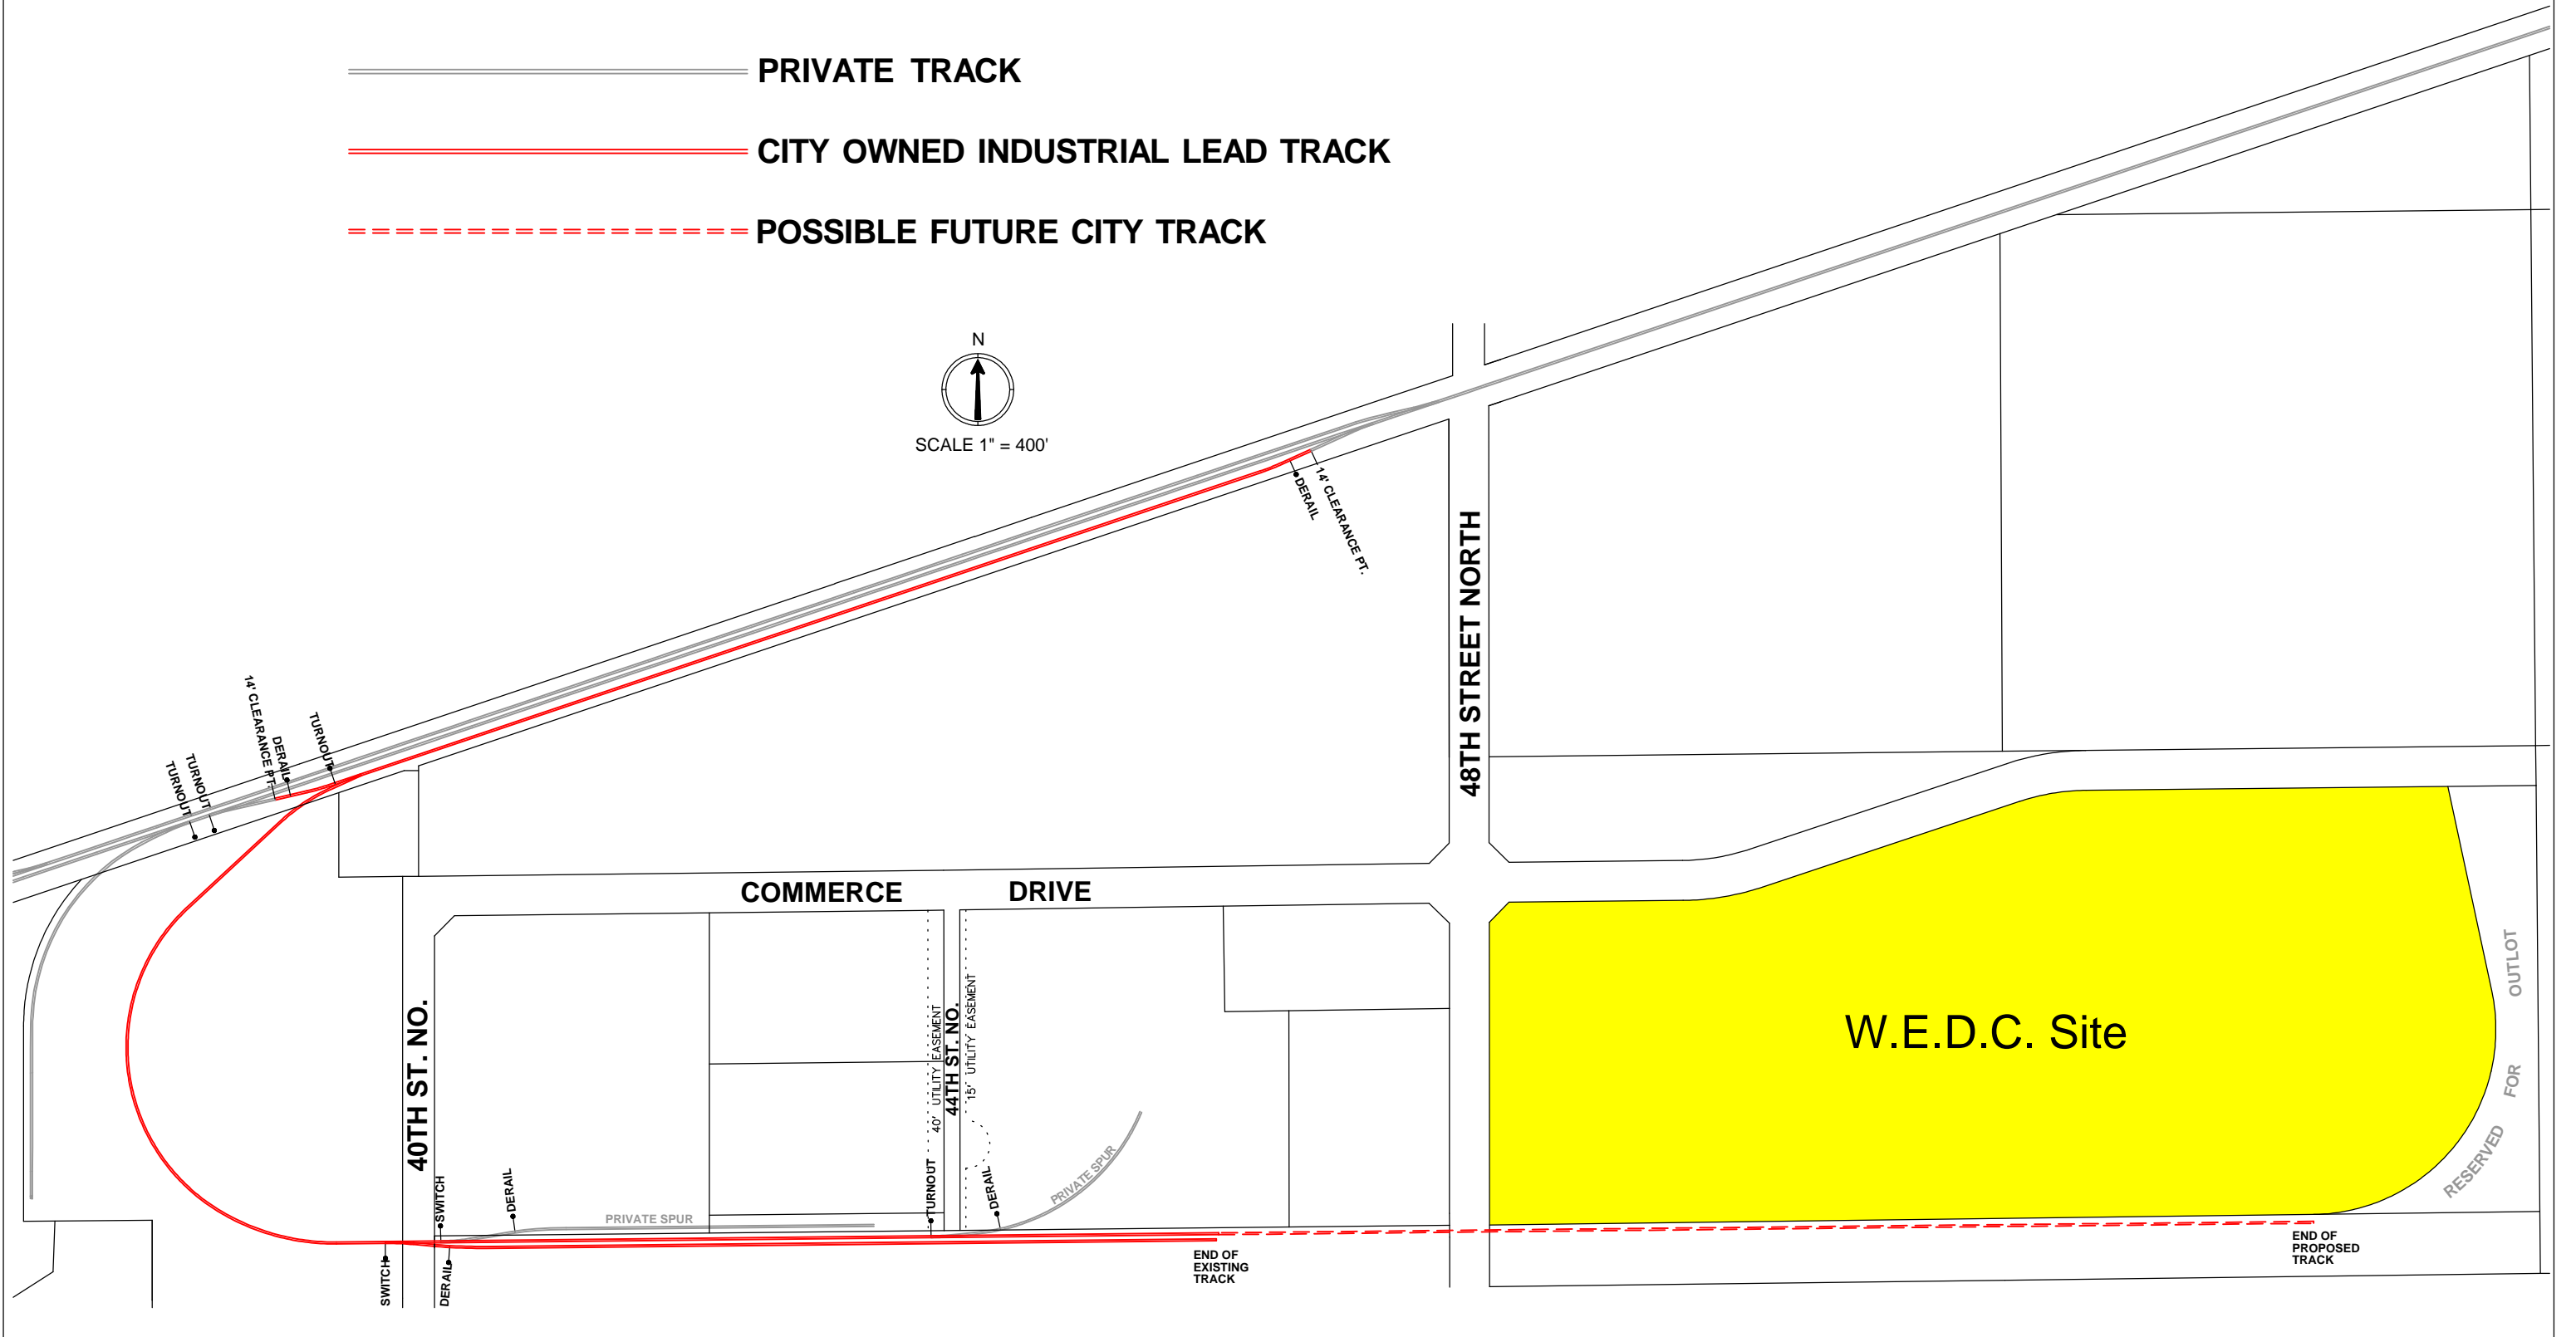 PRIVATE TRACK
CITY OWNED INDUSTRIAL LEAD TRACK
POSSIBLE FUTURE CITY TRACK
N
SCALE 1" = 400'
14' CLEARANCE PT.
DERAIL
48TH STREET NORTH
14' CLEARANCE PT.
DERAIL
TURNOUT
TURNOUT
TURNOUT
COMMERCE DRIVE
40TH ST. NO.
40' UTILITY EASEMENT
44TH ST. NO.
15' UTILITY EASEMENT
W.E.D.C. Site
RESERVED FOR OUTLOT
SWITCH
DERAIL
PRIVATE SPUR
TURNOUT
DERAIL
PRIVATE SPUR
SWITCH
DERAIL
END OF
EXISTING
TRACK
END OF
PROPOSED
TRACK